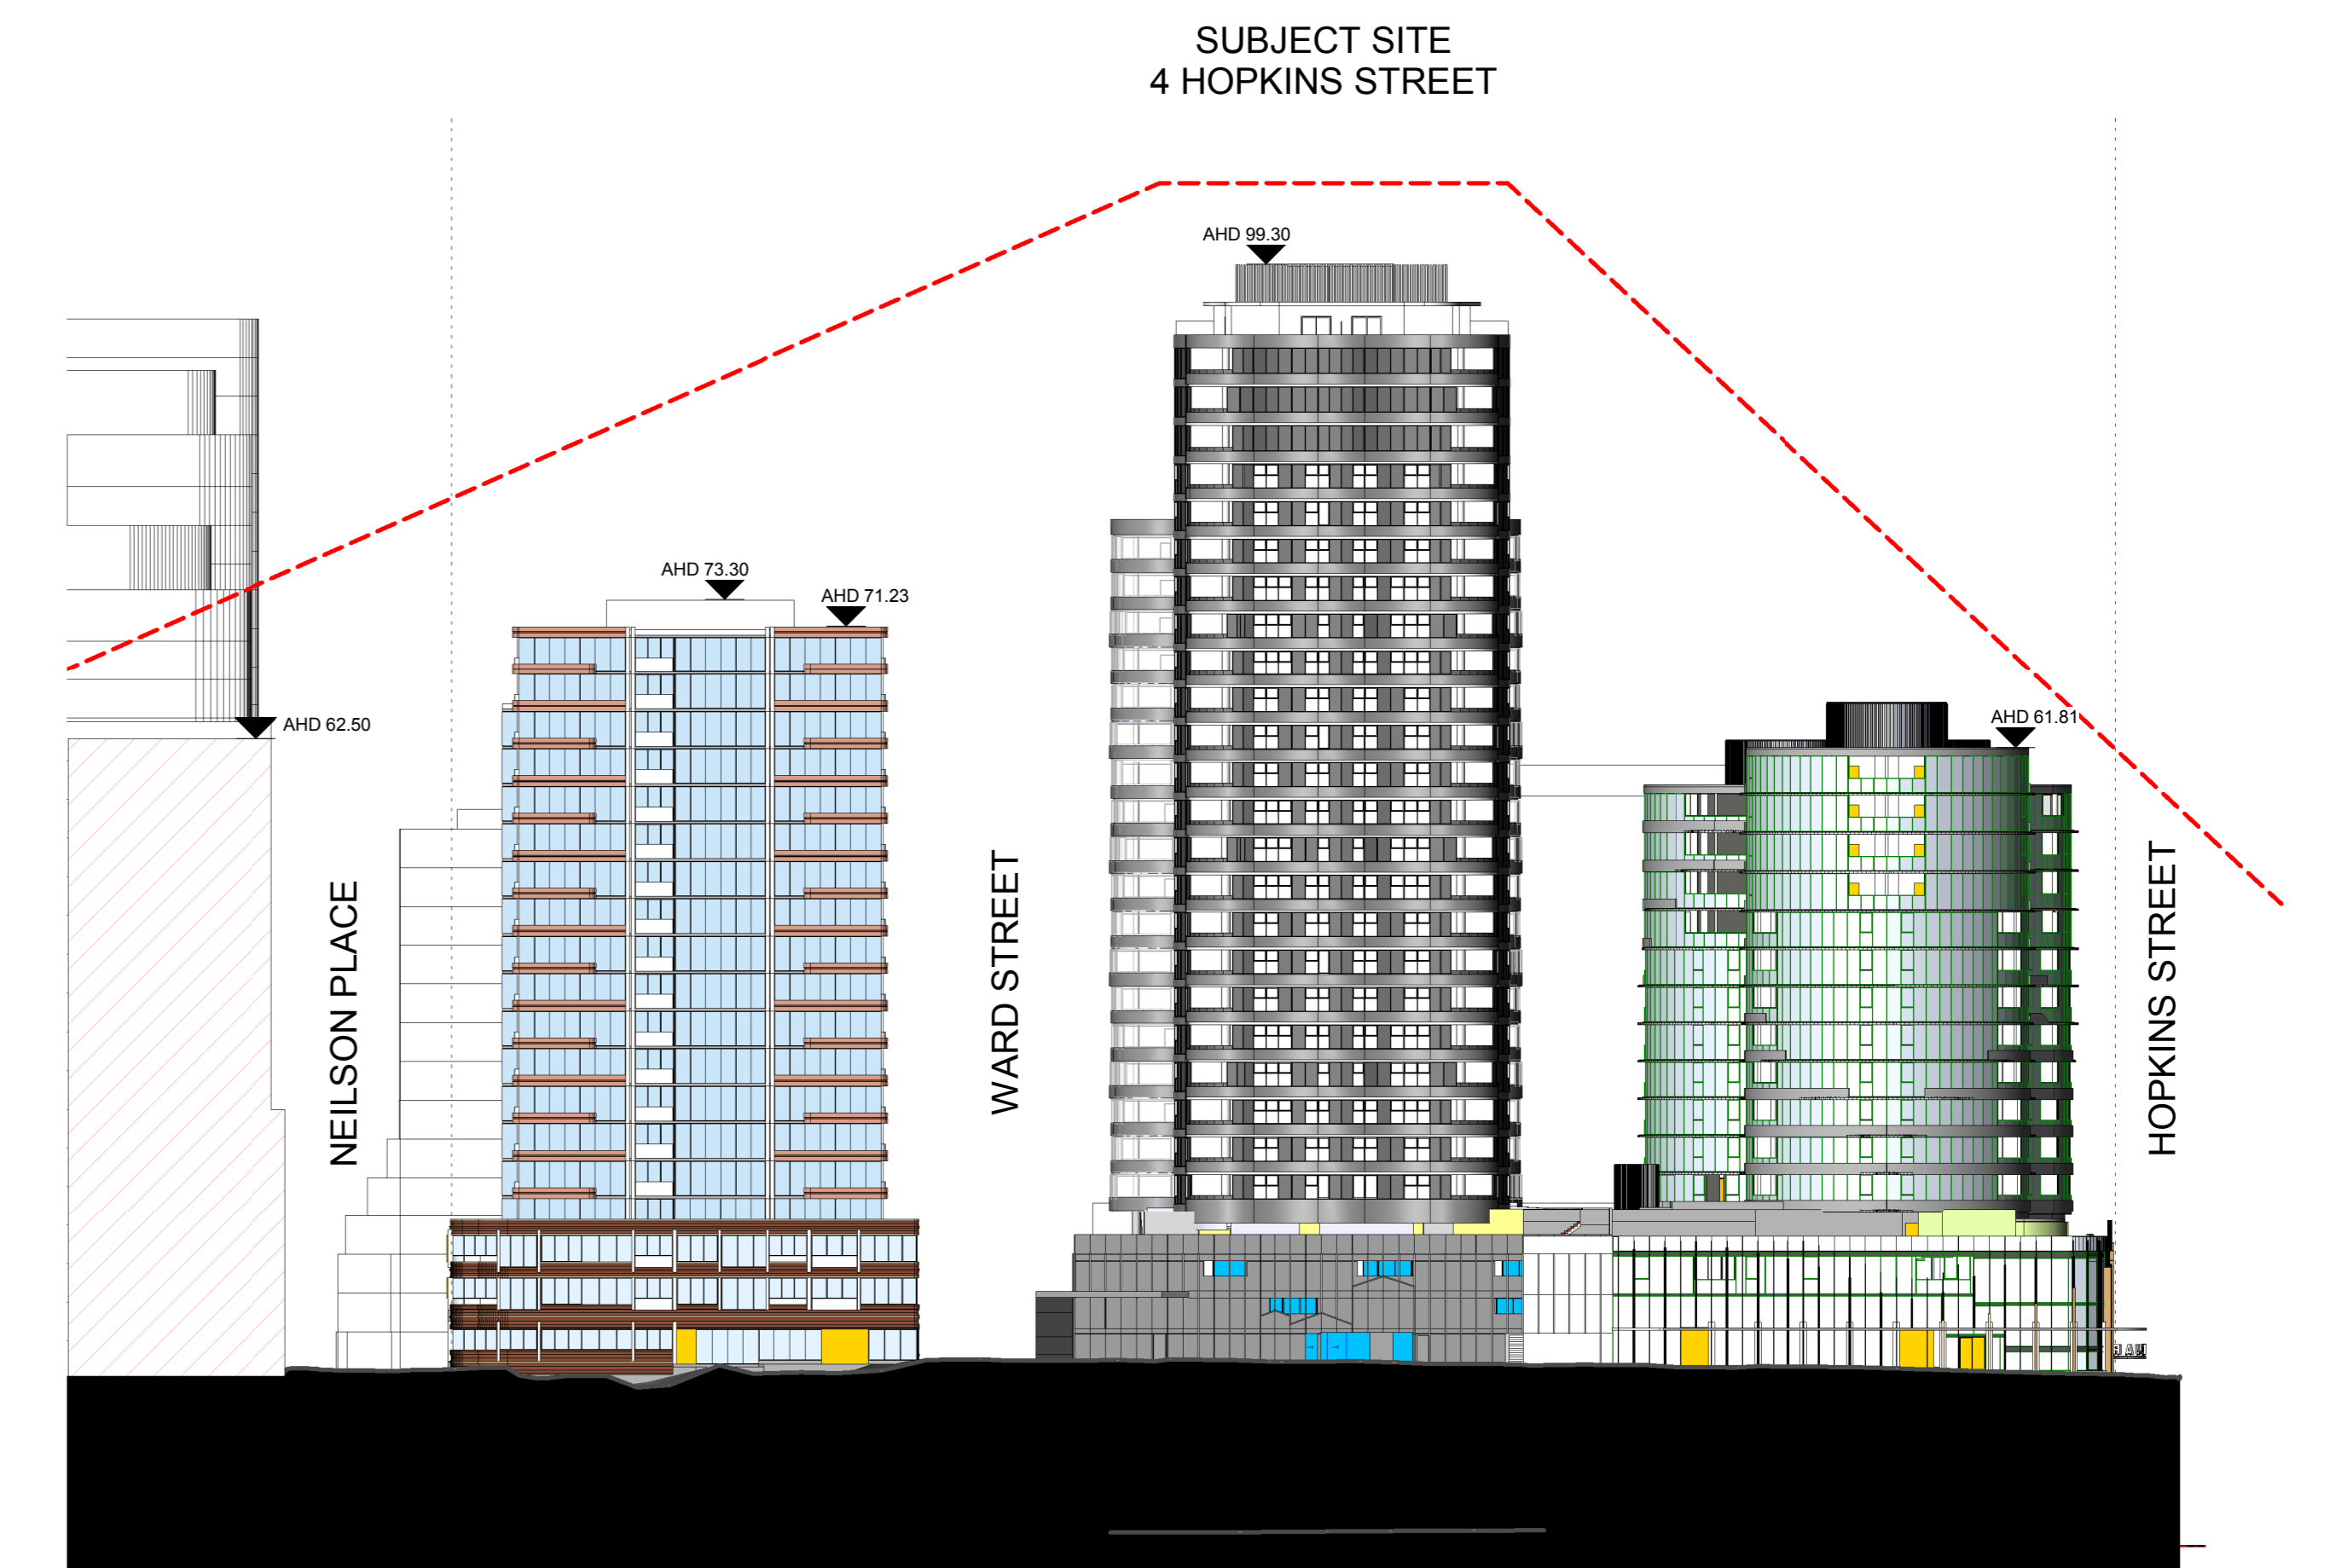 SUBJECT SITE
4 HOPKINS STREET
AHD 99.30
AHD 73.30
AHD 71.23
AHD 62.50
AHD 61.81
NEILSON PLACE
WARD STREET
HOPKINS STREET